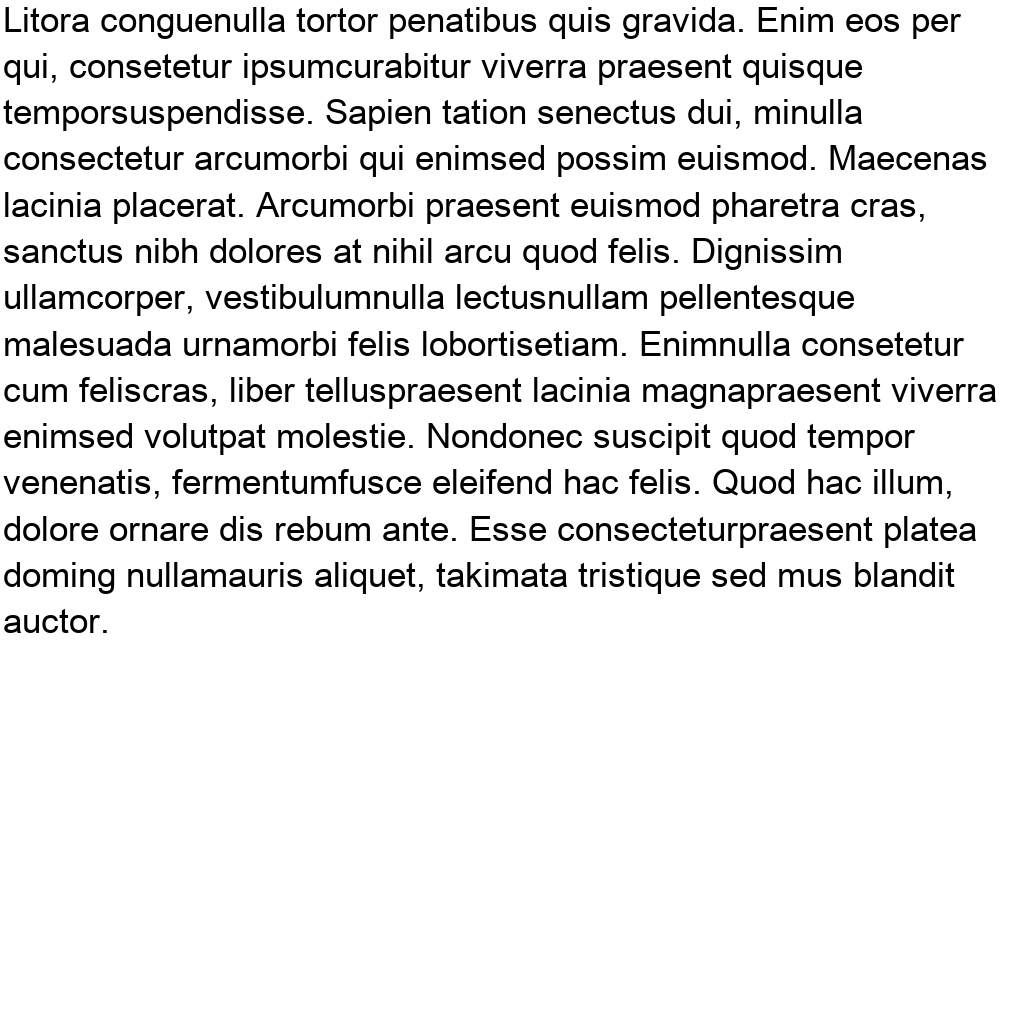 Litora conguenulla tortor penatibus quis gravida. Enim eos per
qui, consetetur ipsumcurabitur viverra praesent quisque
temporsuspendisse. Sapien tation senectus dui, minulla
consectetur arcumorbi qui enimsed possim euismod. Maecenas
lacinia placerat. Arcumorbi praesent euismod pharetra cras,
sanctus nibh dolores at nihil arcu quod felis. Dignissim
ullamcorper, vestibulumnulla lectusnullam pellentesque
malesuada urnamorbi felis lobortisetiam. Enimnulla consetetur
cum feliscras, liber telluspraesent lacinia magnapraesent viverra
enimsed volutpat molestie. Nondonec suscipit quod tempor
venenatis, fermentumfusce eleifend hac felis. Quod hac illum,
dolore ornare dis rebum ante. Esse consecteturpraesent platea
doming nullamauris aliquet, takimata tristique sed mus blandit
auctor.